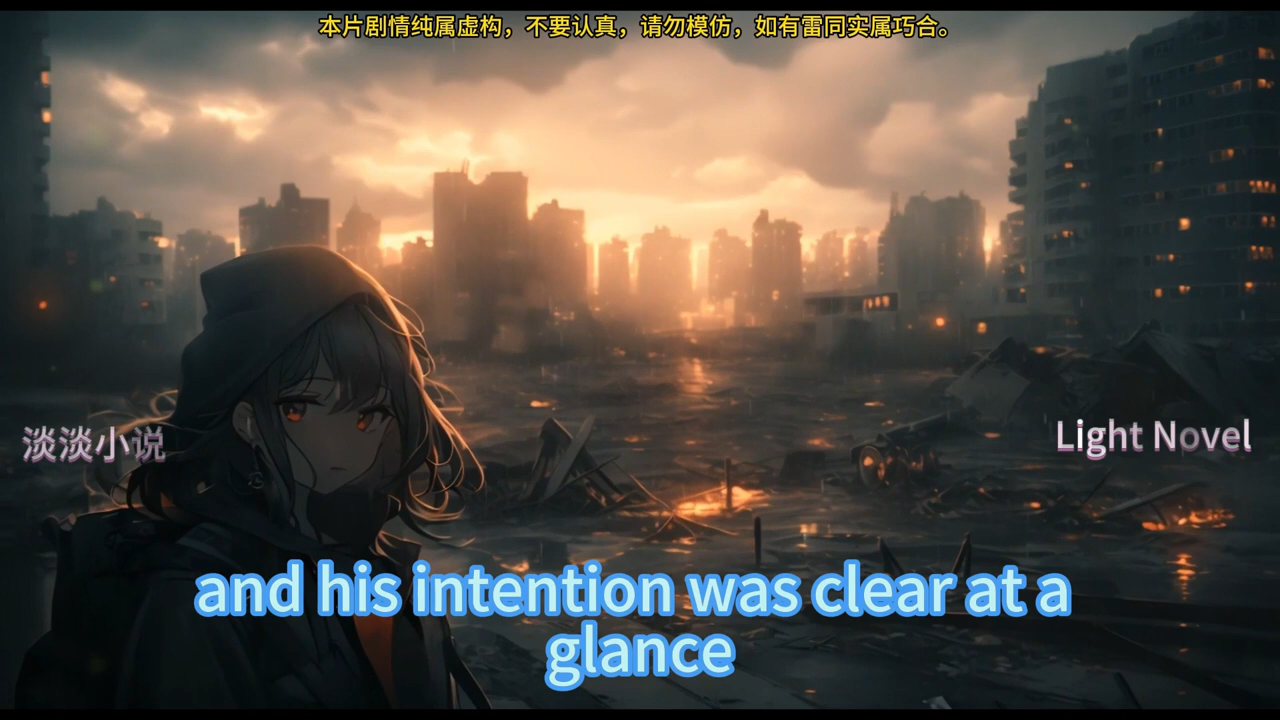 本片剧情纯属虚构，不要认真，请勿模仿，如有雷同实属巧合。
淡淡小说
Light Novel
and his intention was clear at a
glance